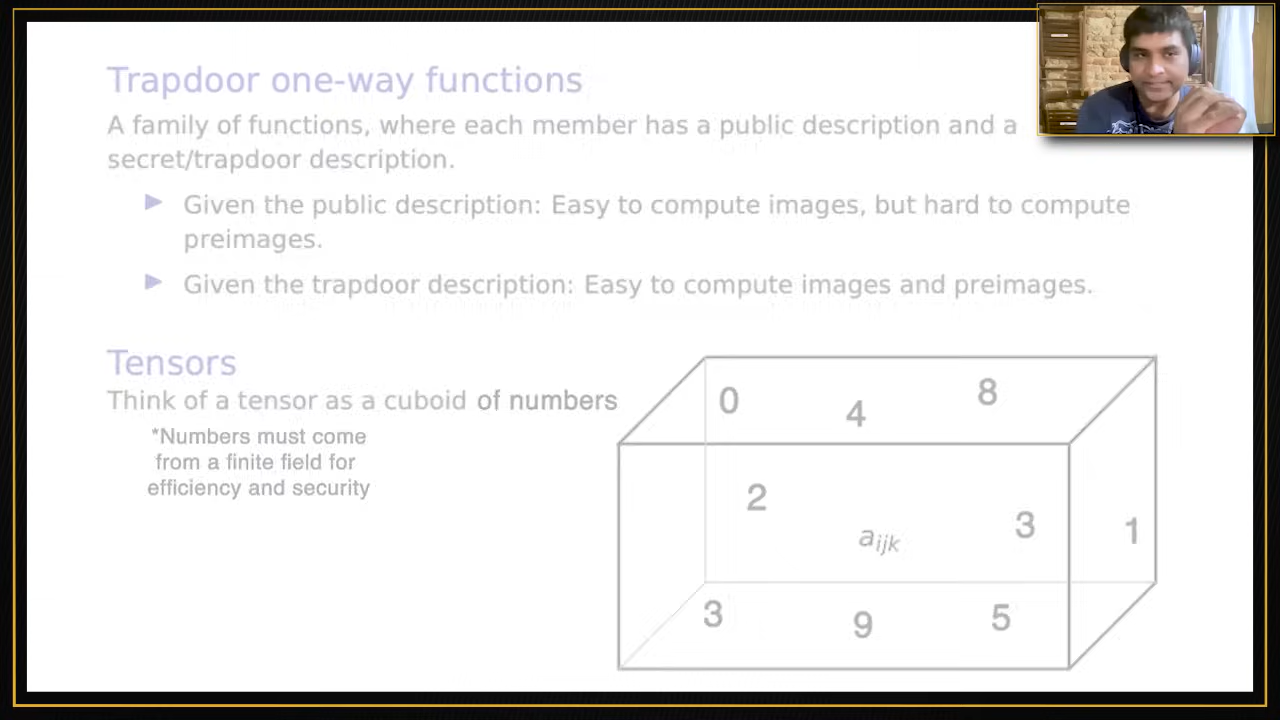 Trapdoor one-way functions
A family of functions where each member has a public description and a
secret/trapdoor description.
Given the public description: Easy to compute images, but hard to compute
preimages.
Given the trapdoor description: Easy to compute images and preimages.
Tensors
Think of a tensor as a cuboid of numbers
*Numbers must come
from a finite field for
efficiency and security
0 4 8
2 a_ijk 3 1
3 9 5